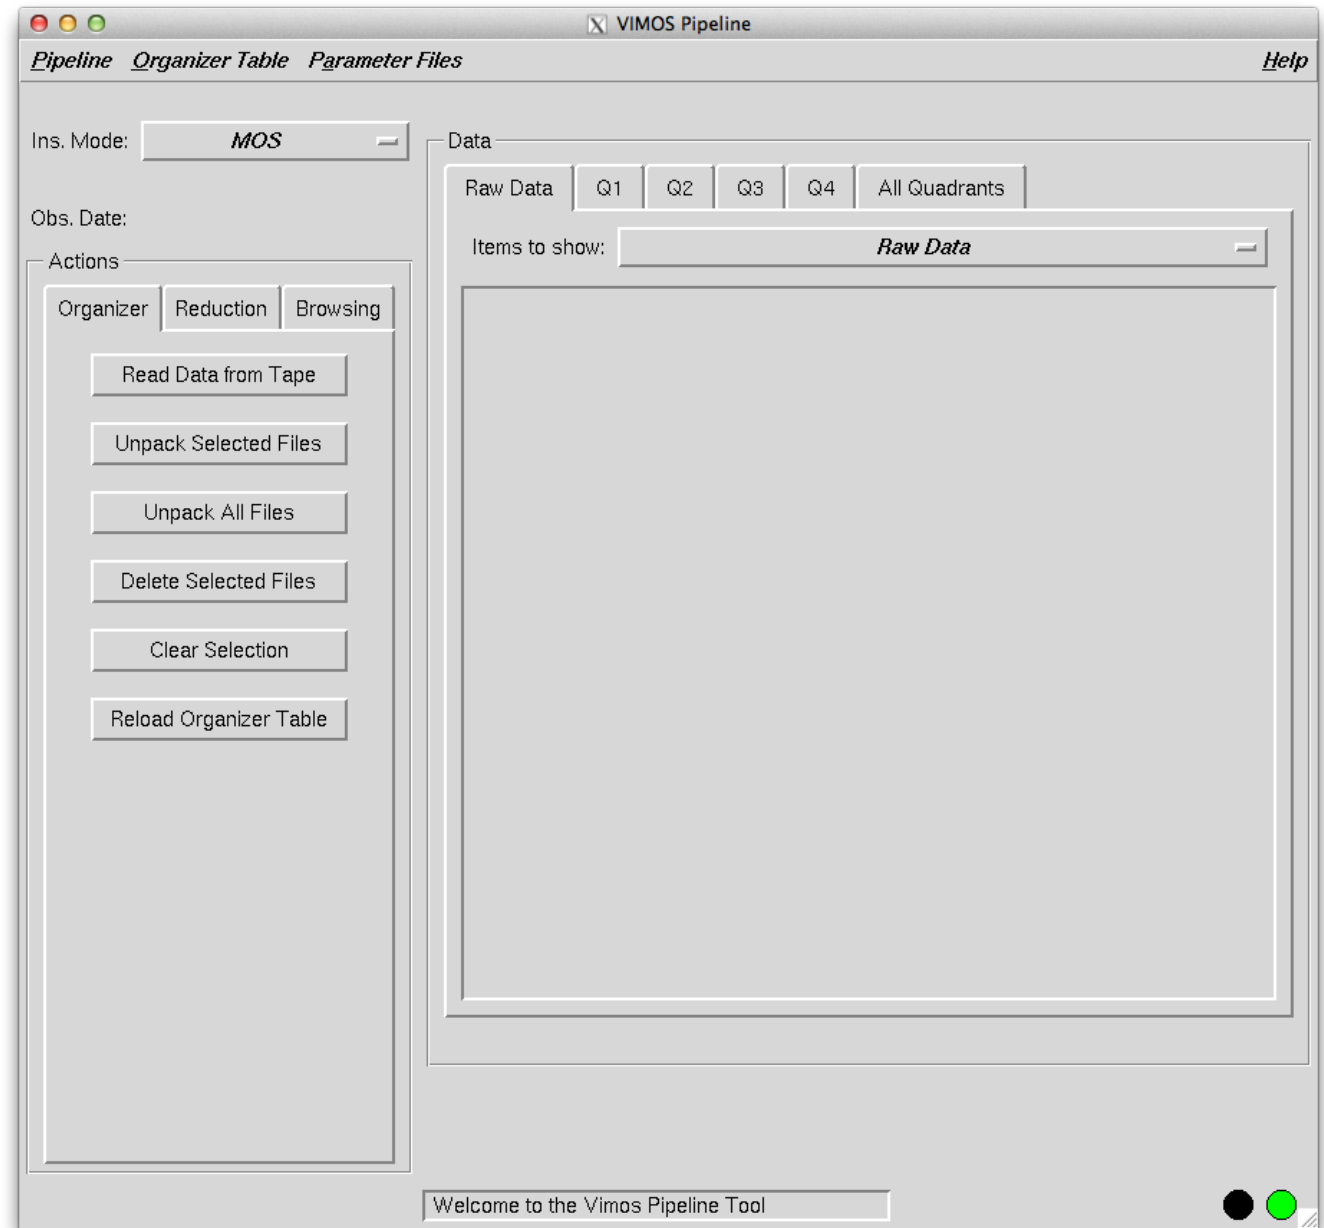 VIMOS Pipeline
Pipeline Organizer Table Parameter Files Help
Ins. Mode: MOS
Obs. Date:
Actions
Organizer Reduction Browsing
Read Data from Tape
Unpack Selected Files
Unpack All Files
Delete Selected Files
Clear Selection
Reload Organizer Table
Data
Raw Data Q1 Q2 Q3 Q4 All Quadrants
Items to show: Raw Data
Welcome to the Vimos Pipeline Tool